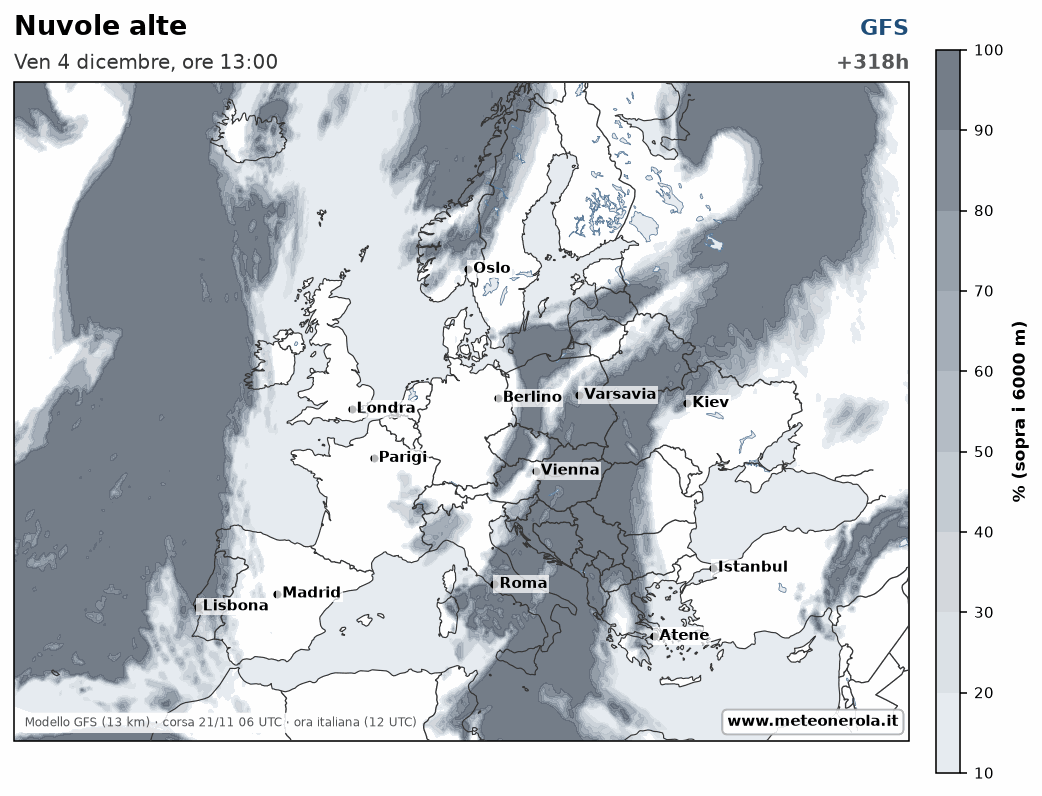 Nuvole alte
GFS
Ven 4 dicembre, ore 13:00
+318h
100
90
80
70
60
50
40
30
20
10
% (sopra i 6000 m)
Oslo
Londra
Berlino
Varsavia
Kiev
Parigi
Vienna
Madrid
Lisbona
Roma
Istanbul
Atene
Modello GFS (13 km) · corsa 21/11 06 UTC · ora italiana (12 UTC)
www.meteonerola.it